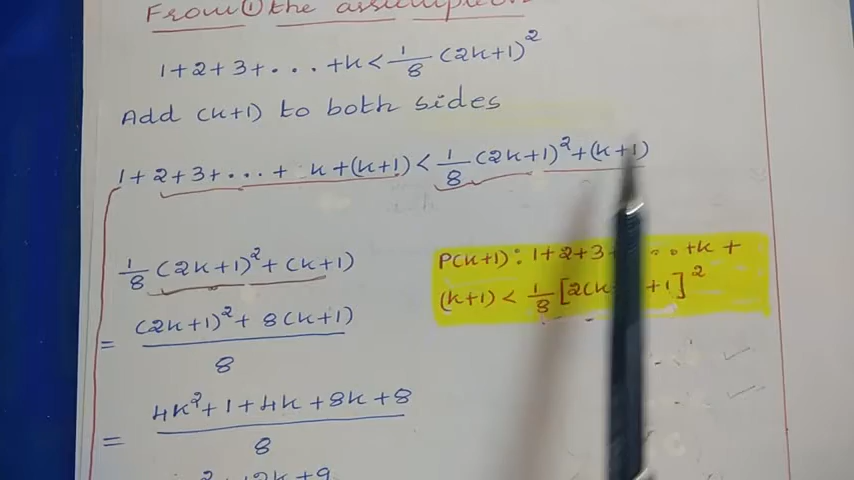 From ① the assumption
1+2+3+. . . +k < 1/8 (2k+1)²
Add (k+1) to both sides
1+2+3+...+ k+(k+1) < 1/8 (2k+1)²+(k+1)
1/8 (2k+1)²+(k+1)
P(k+1): 1+2+3+ . . +k +
(k+1) < 1/8 [2(k +1]²
= (2k+1)²+ 8(k+1) / 8
= 4k²+1+4k+8k+8 / 8